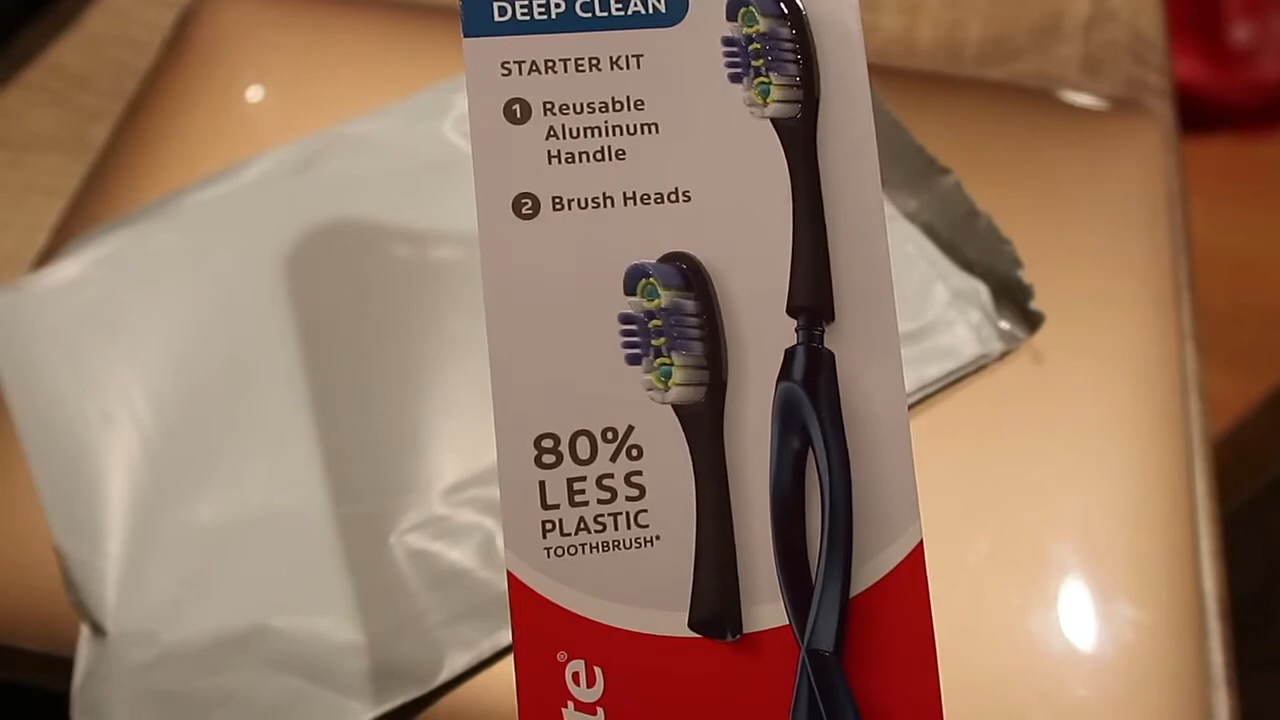 DEEP CLEAN
STARTER KIT
1 Reusable
Aluminum
Handle
2 Brush Heads
80%
LESS
PLASTIC
TOOTHBRUSH*
te®